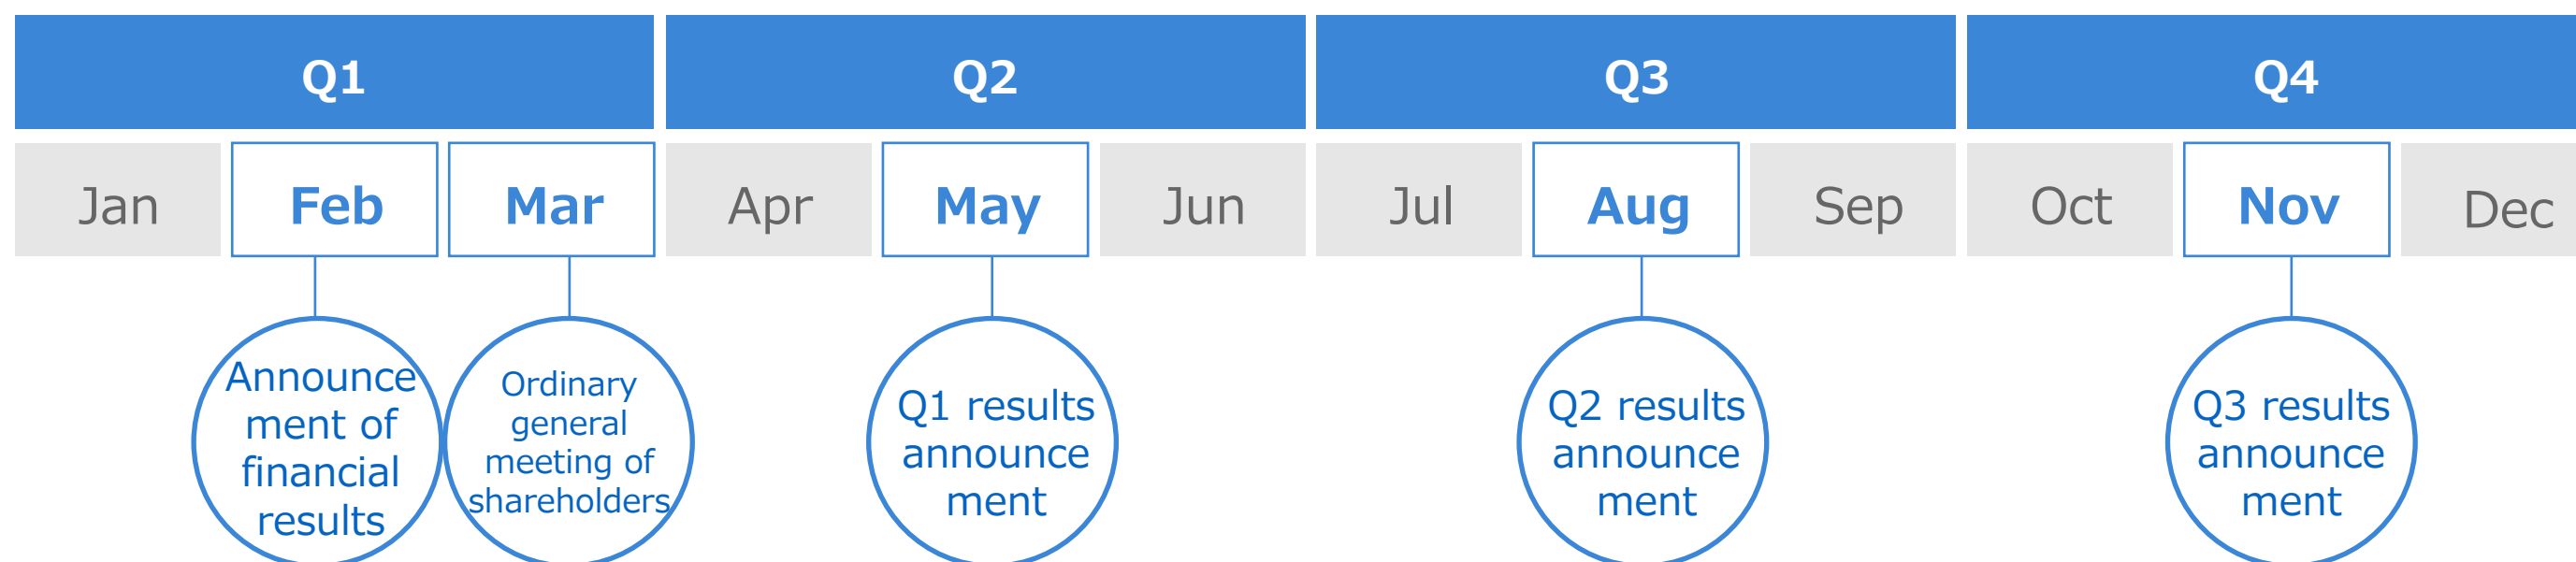 Q1 Q2 Q3 Q4
Jan Feb Mar Apr May Jun Jul Aug Sep Oct Nov Dec
Announce
ment of
financial
results
Ordinary
general
meeting of
shareholders
Q1 results
announce
ment
Q2 results
announce
ment
Q3 results
announce
ment